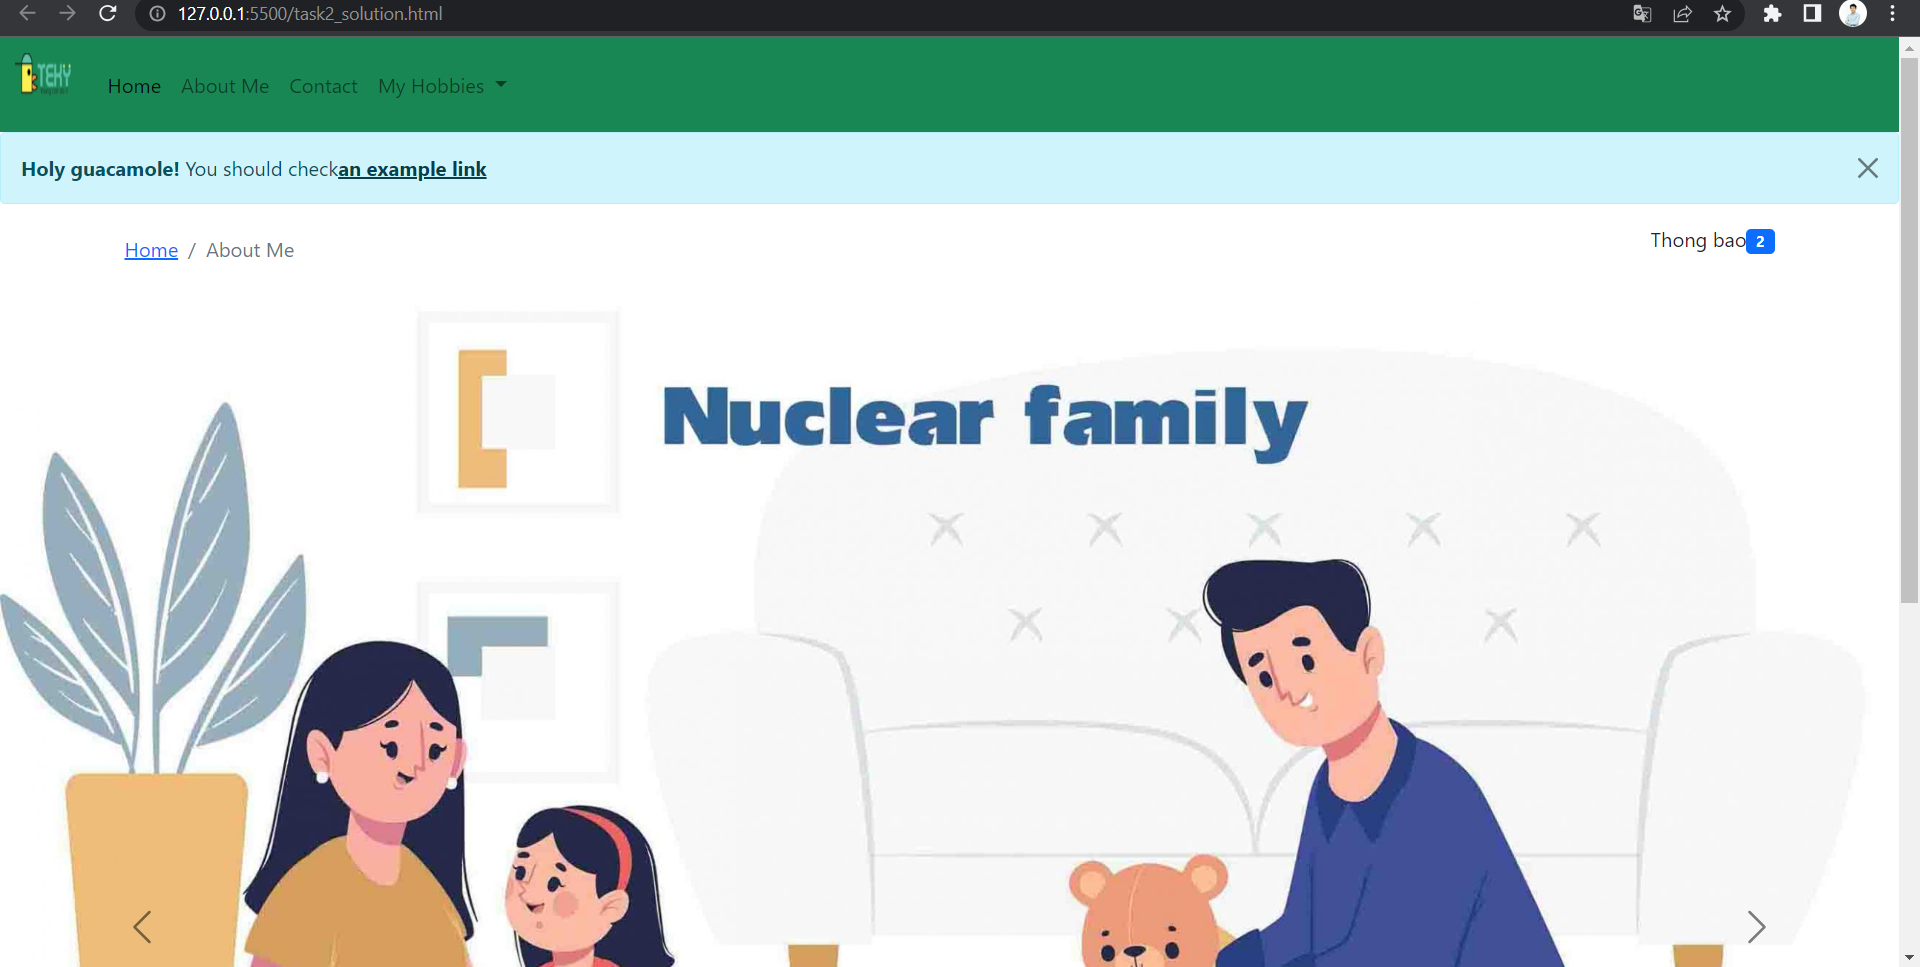 127.0.0.1:5500/task2_solution.html
TEKY
Home About Me Contact My Hobbies
Holy guacamole! You should checkan example link
Home / About Me
Thong bao 2
Nuclear family